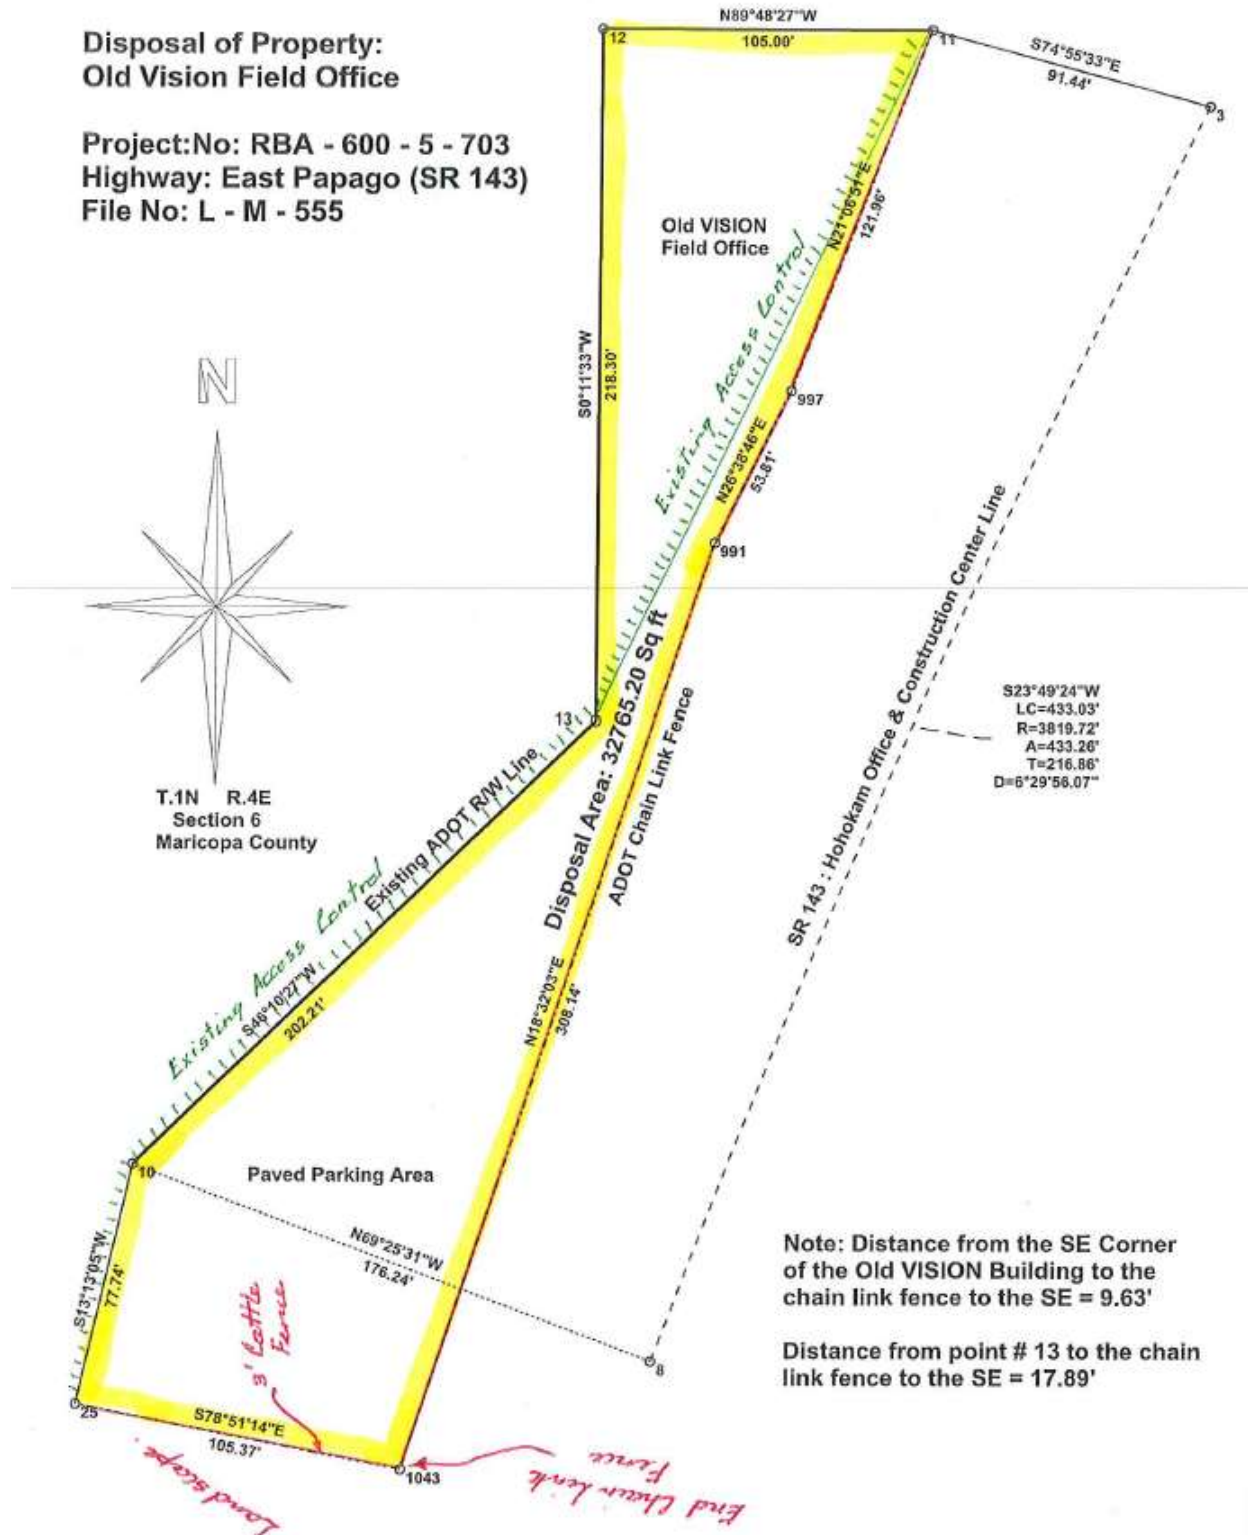 Disposal of Property:
Old Vision Field Office
Project:No: RBA - 600 - 5 - 703
Highway: East Papago (SR 143)
File No: L - M - 555
N89°48'27"W
105.00'
12
11
S74°55'33"E
91.44'
3
Old VISION
Field Office
N21°06'51"E
121.96'
Existing Access Control
S0°11'33"W
218.30'
N
997
N26°38'46"E
53.81'
991
T.1N R.4E
Section 6
Maricopa County
13
Disposal Area: 32765.20 Sq ft
ADOT Chain Link Fence
SR 143 : Hohokam Office & Construction Center Line
S23°49'24"W
LC=433.03'
R=3819.72'
A=433.26'
T=216.86'
D=6°29'56.07"
Existing ADOT R/W Line
Existing Access Control
S46°10'27"W
202.21'
N18°32'03"E
308.14'
10
Paved Parking Area
N69°25'31"W
176.24'
8
S13°13'05"W
77.74'
3' Cattle
Fence
25
S78°51'14"E
105.37'
1043
Landscape.
End Chain Link
Fence
Note: Distance from the SE Corner
of the Old VISION Building to the
chain link fence to the SE = 9.63'
Distance from point # 13 to the chain
link fence to the SE = 17.89'